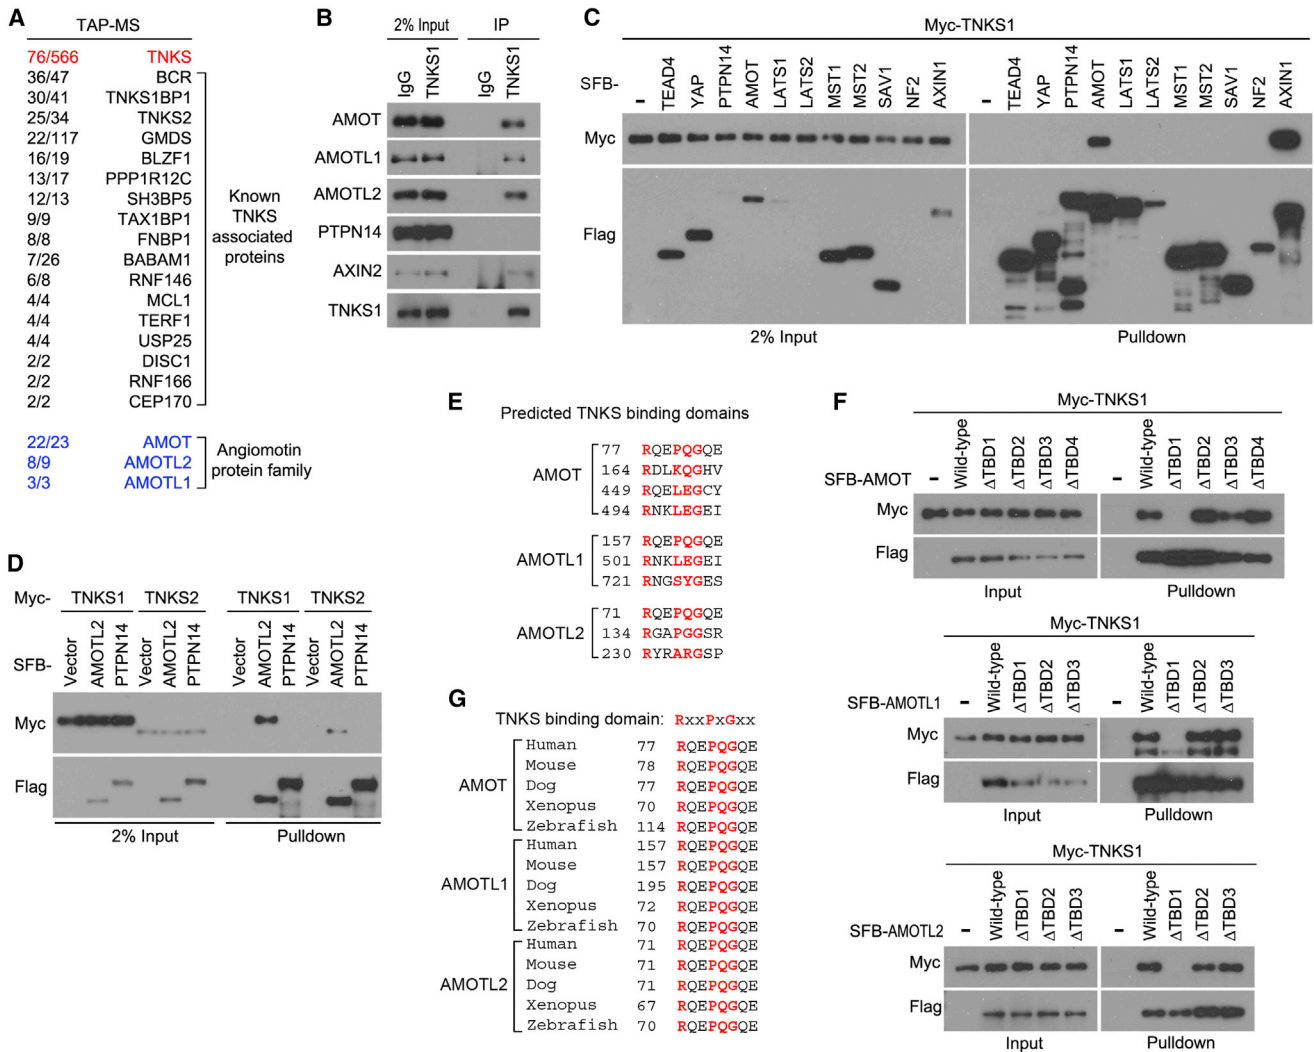 A
TAP-MS
76/566 TNKS
36/47 BCR
30/41 TNKS1BP1
25/34 TNKS2
22/117 GMDS
16/19 BLZF1
13/17 PPP1R12C
12/13 SH3BP5
9/9 TAX1BP1
8/8 FNBP1
7/26 BABAM1
6/8 RNF146
4/4 MCL1
4/4 TERF1
4/4 USP25
2/2 DISC1
2/2 RNF166
2/2 CEP170
Known
TNKS
associated
proteins
22/23 AMOT
8/9 AMOTL2
3/3 AMOTL1
Angiomotin
protein family
B
2% Input IP
IgG TNKS1 IgG TNKS1
AMOT
AMOTL1
AMOTL2
PTPN14
AXIN2
TNKS1
C
Myc-TNKS1
SFB- - TEAD4 YAP PTPN14 AMOT LATS1 LATS2 MST1 MST2 SAV1 NF2 AXIN1 - TEAD4 YAP PTPN14 AMOT LATS1 LATS2 MST1 MST2 SAV1 NF2 AXIN1
Myc
Flag
2% Input Pulldown
D
Myc- TNKS1 TNKS2 TNKS1 TNKS2
SFB- Vector AMOTL2 PTPN14 Vector AMOTL2 PTPN14 Vector AMOTL2 PTPN14 Vector AMOTL2 PTPN14
Myc
Flag
2% Input Pulldown
E
Predicted TNKS binding domains
AMOT
77 RQEPQGQE
164 RDLKQGHV
449 RQELEGCY
494 RNKLEGEI
AMOTL1
157 RQEPQGQE
501 RNKLEGEI
721 RNGSYGES
AMOTL2
71 RQEPQGQE
134 RGAPGGSR
230 RYRARGSP
F
Myc-TNKS1
SFB-AMOT - Wild-type ΔTBD1 ΔTBD2 ΔTBD3 ΔTBD4 - Wild-type ΔTBD1 ΔTBD2 ΔTBD3 ΔTBD4
Myc
Flag
Input Pulldown
Myc-TNKS1
SFB-AMOTL1 - Wild-type ΔTBD1 ΔTBD2 ΔTBD3 - Wild-type ΔTBD1 ΔTBD2 ΔTBD3
Myc
Flag
Input Pulldown
Myc-TNKS1
SFB-AMOTL2 - Wild-type ΔTBD1 ΔTBD2 ΔTBD3 - Wild-type ΔTBD1 ΔTBD2 ΔTBD3
Myc
Flag
Input Pulldown
G
TNKS binding domain: RxxPxGxx
AMOT
Human 77 RQEPQGQE
Mouse 78 RQEPQGQE
Dog 77 RQEPQGQE
Xenopus 70 RQEPQGQE
Zebrafish 114 RQEPQGQE
AMOTL1
Human 157 RQEPQGQE
Mouse 157 RQEPQGQE
Dog 195 RQEPQGQE
Xenopus 72 RQEPQGQE
Zebrafish 70 RQEPQGQE
AMOTL2
Human 71 RQEPQGQE
Mouse 71 RQEPQGQE
Dog 71 RQEPQGQE
Xenopus 67 RQEPQGQE
Zebrafish 70 RQEPQGQE